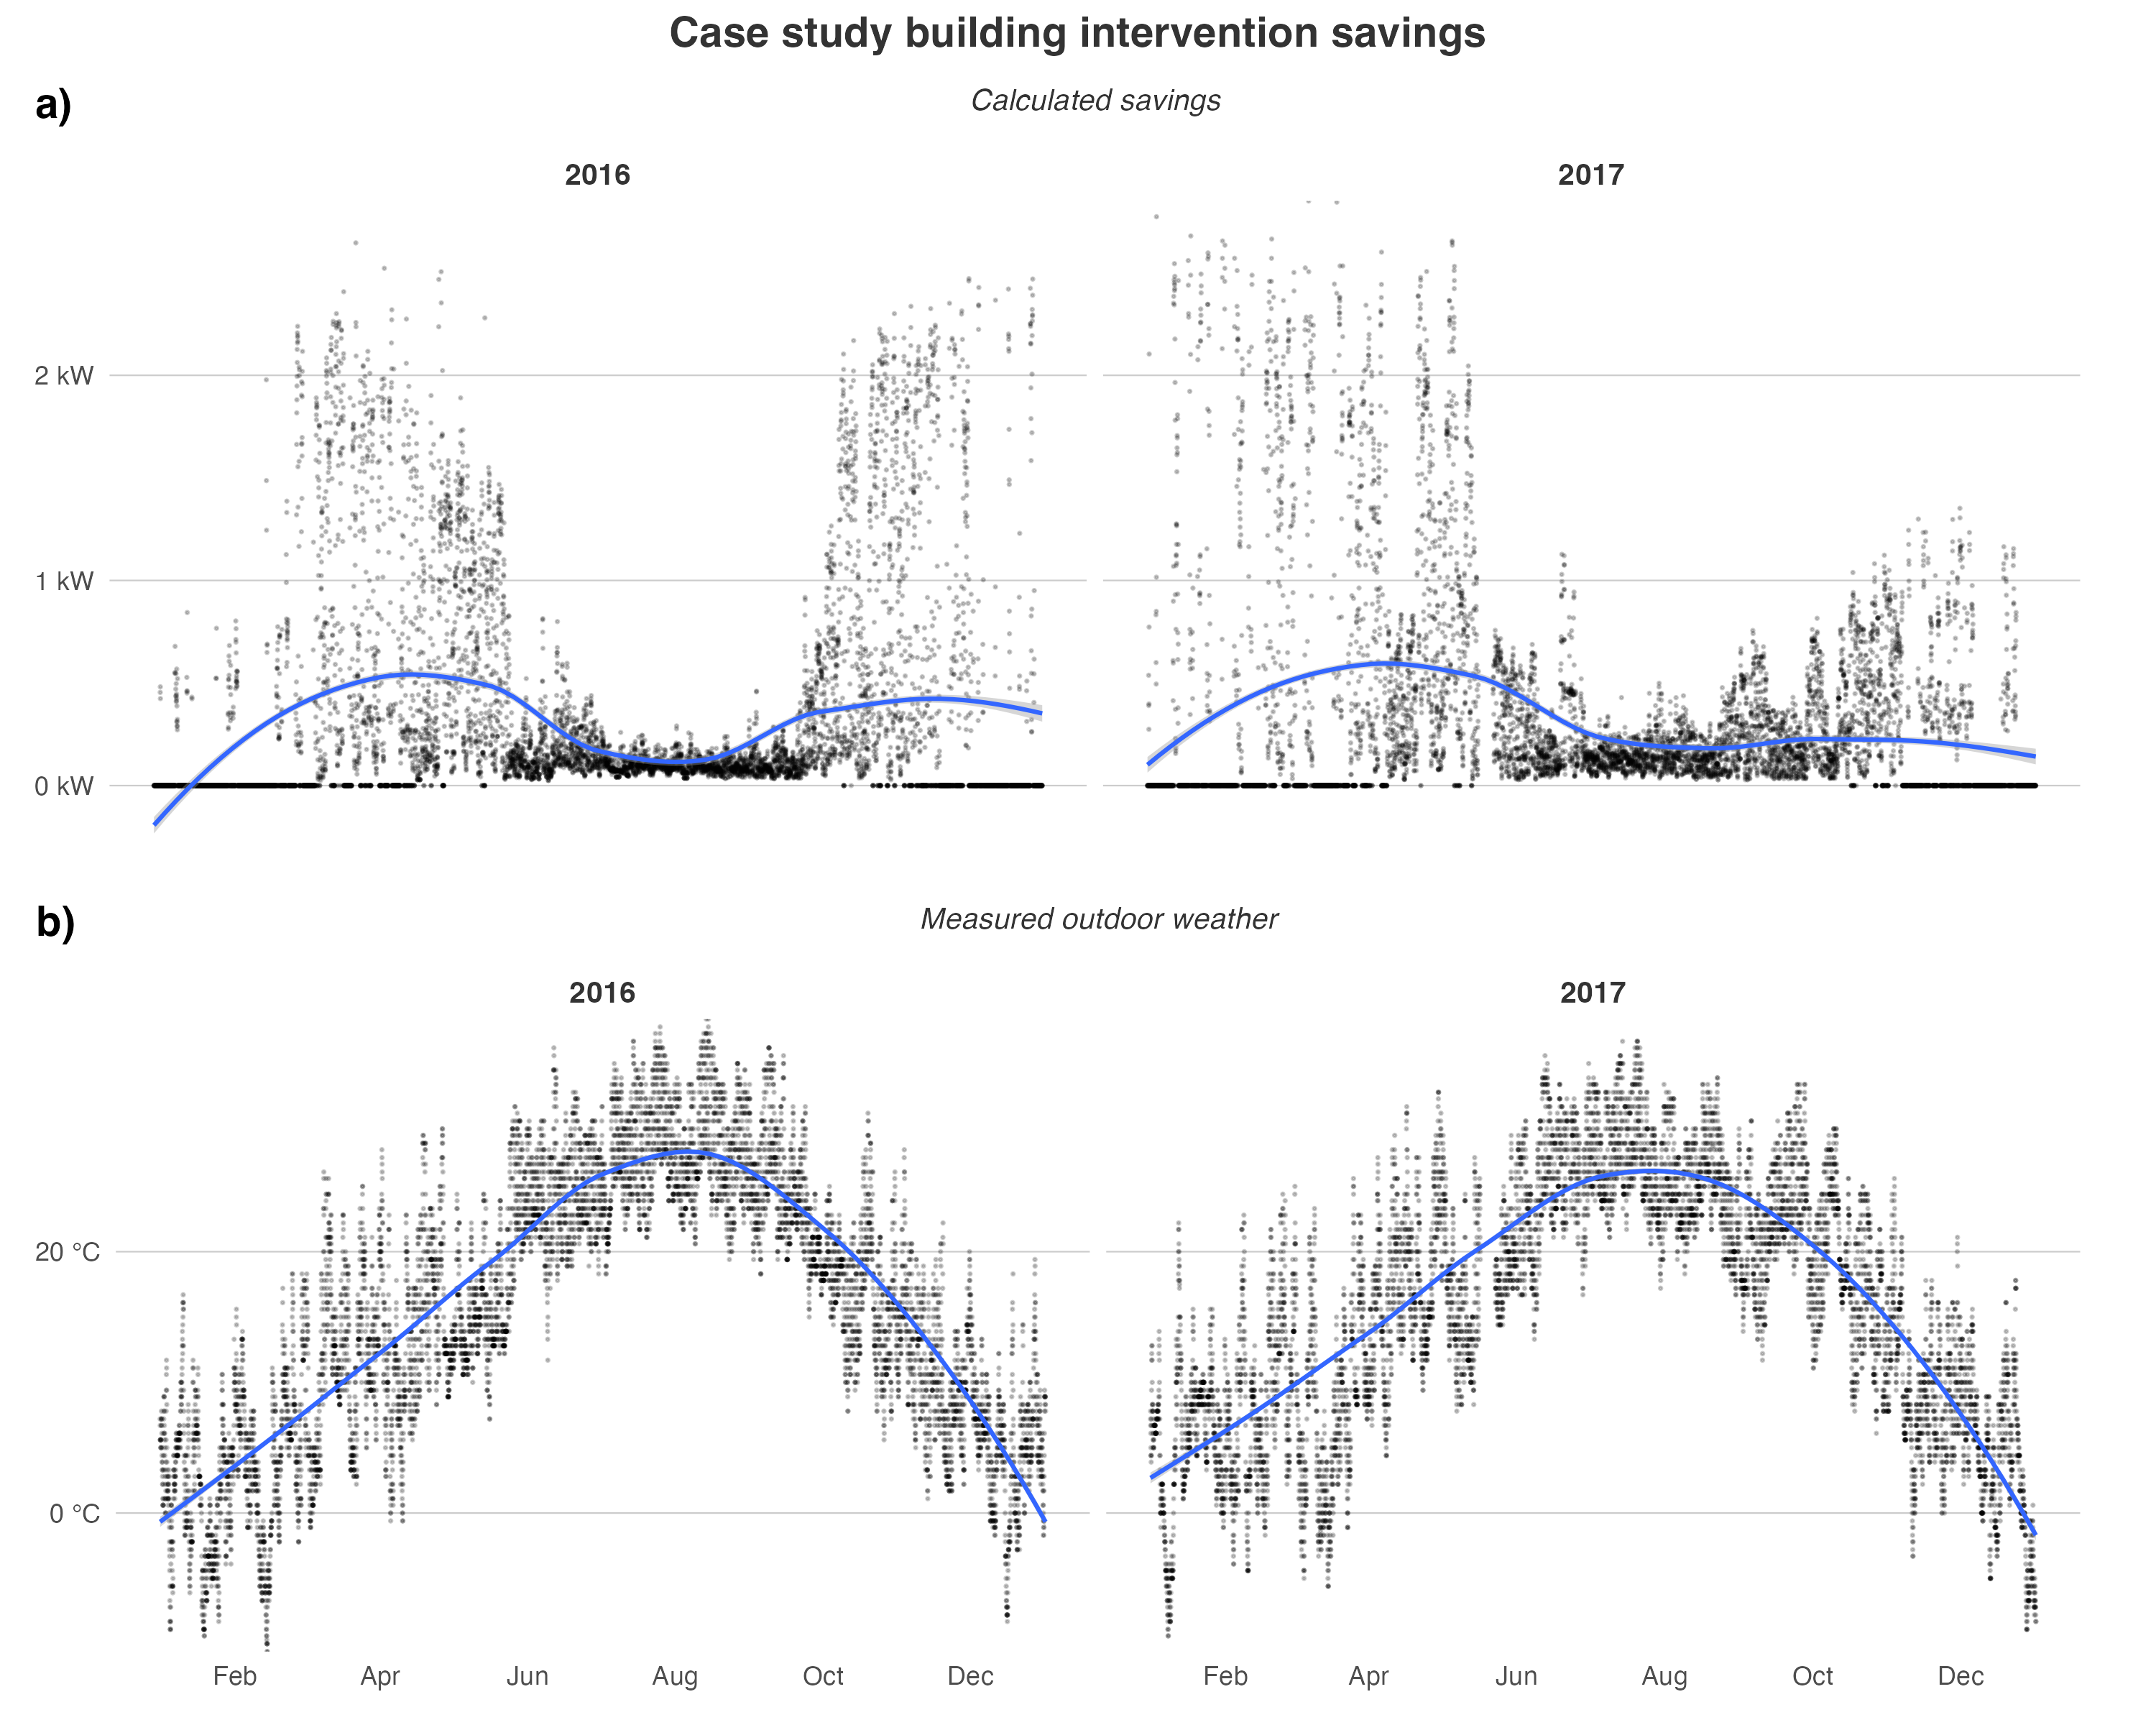 Case study building intervention savings
a)
Calculated savings
2016
2017
2 kW
1 kW
0 kW
b)
Measured outdoor weather
2016
2017
20 °C
0 °C
Feb Apr Jun Aug Oct Dec Feb Apr Jun Aug Oct Dec